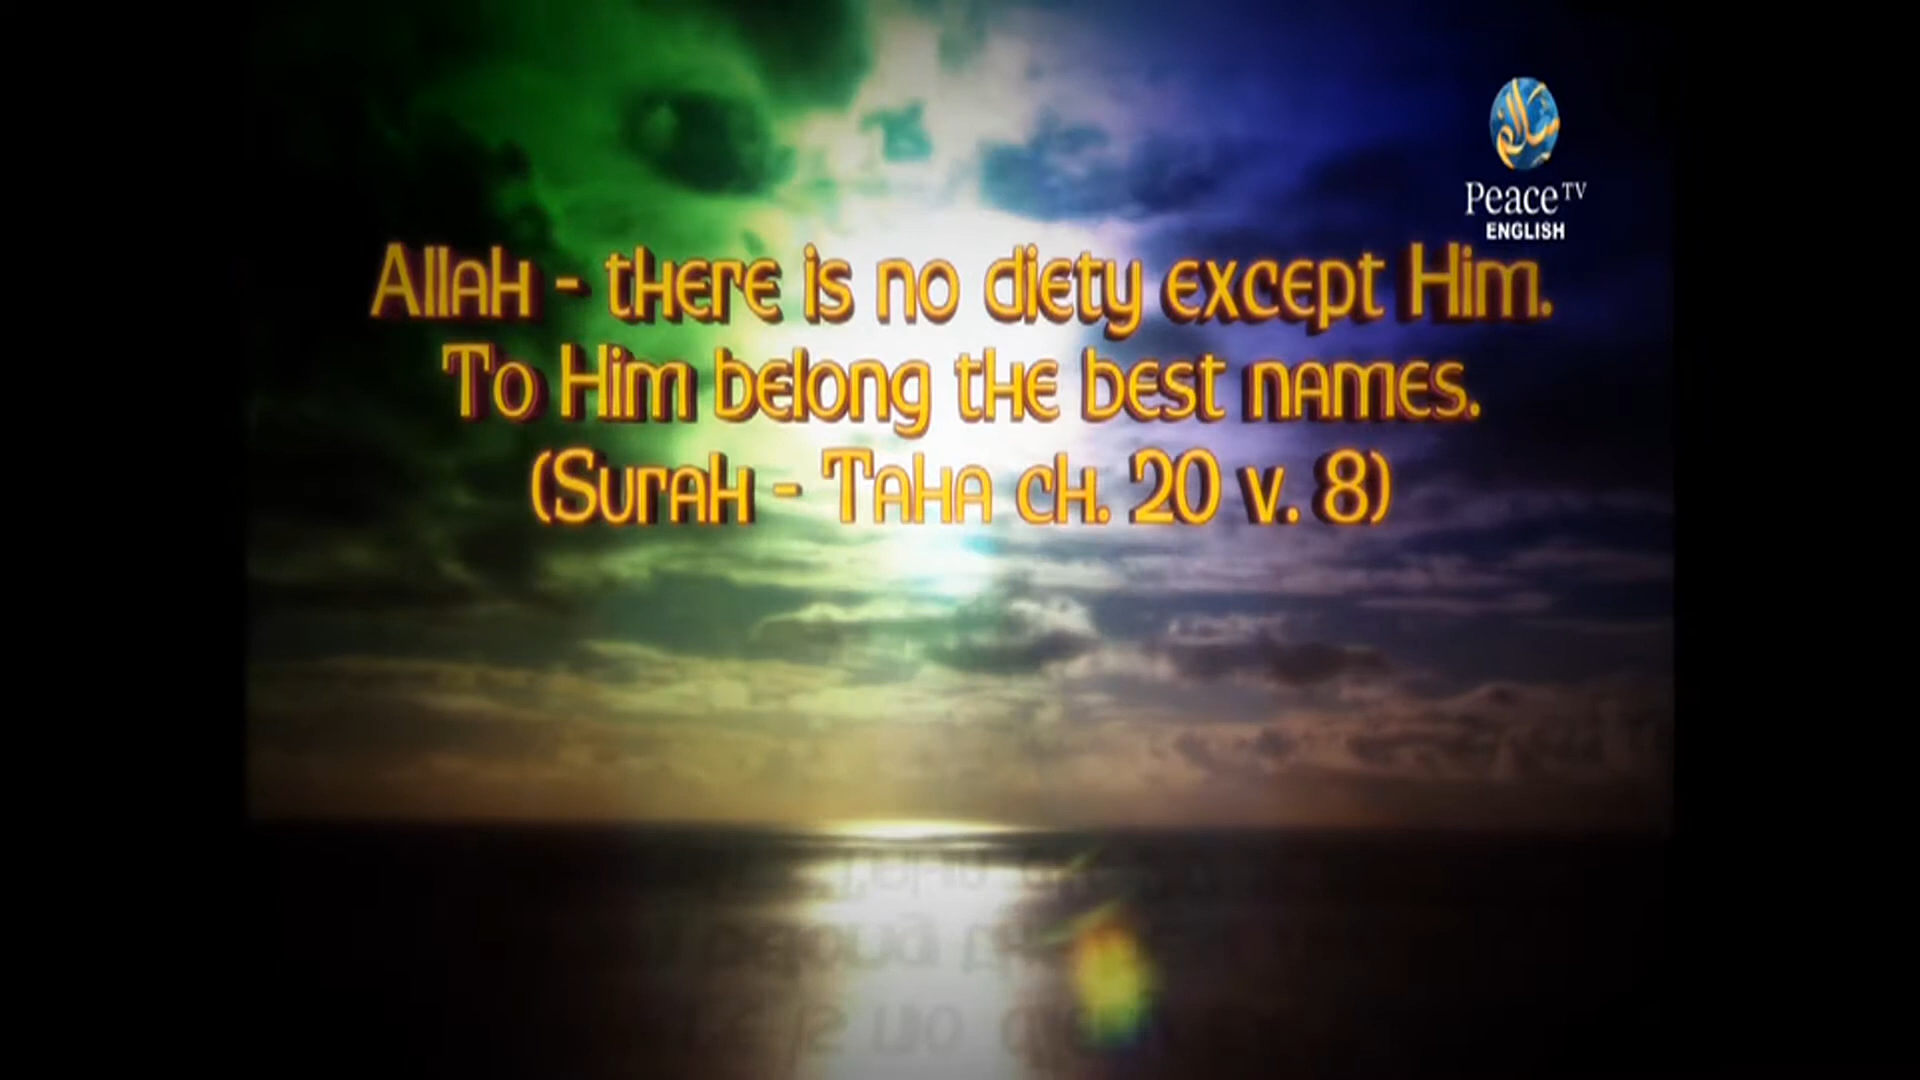 سلام
Peace TV
ENGLISH
Allah - there is no diety except Him.
To Him belong the best names.
(Surah - Taha ch. 20 v. 8)